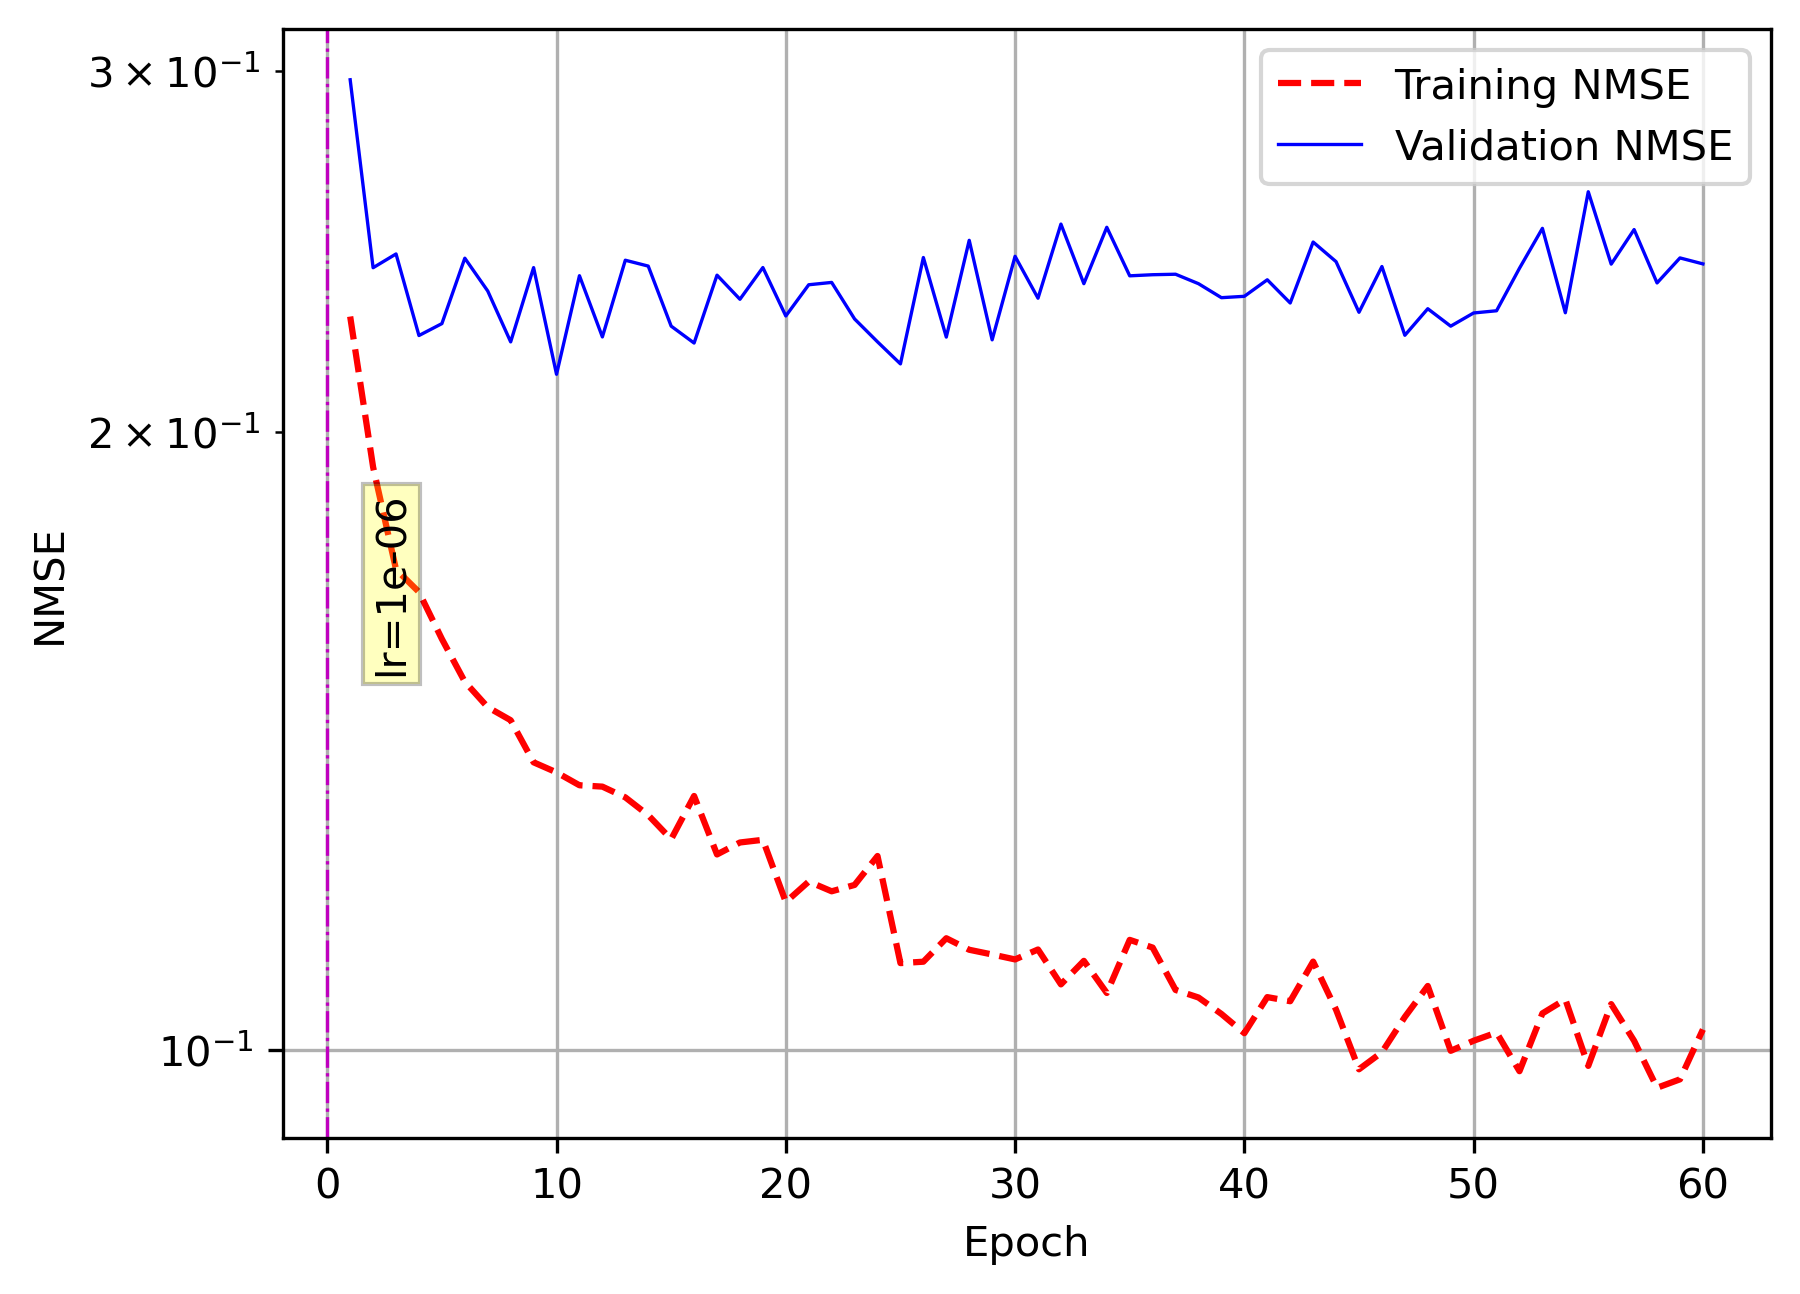 3 × 10⁻¹
2 × 10⁻¹
10⁻¹
NMSE
lr=1e-06
Training NMSE
Validation NMSE
0 10 20 30 40 50 60
Epoch